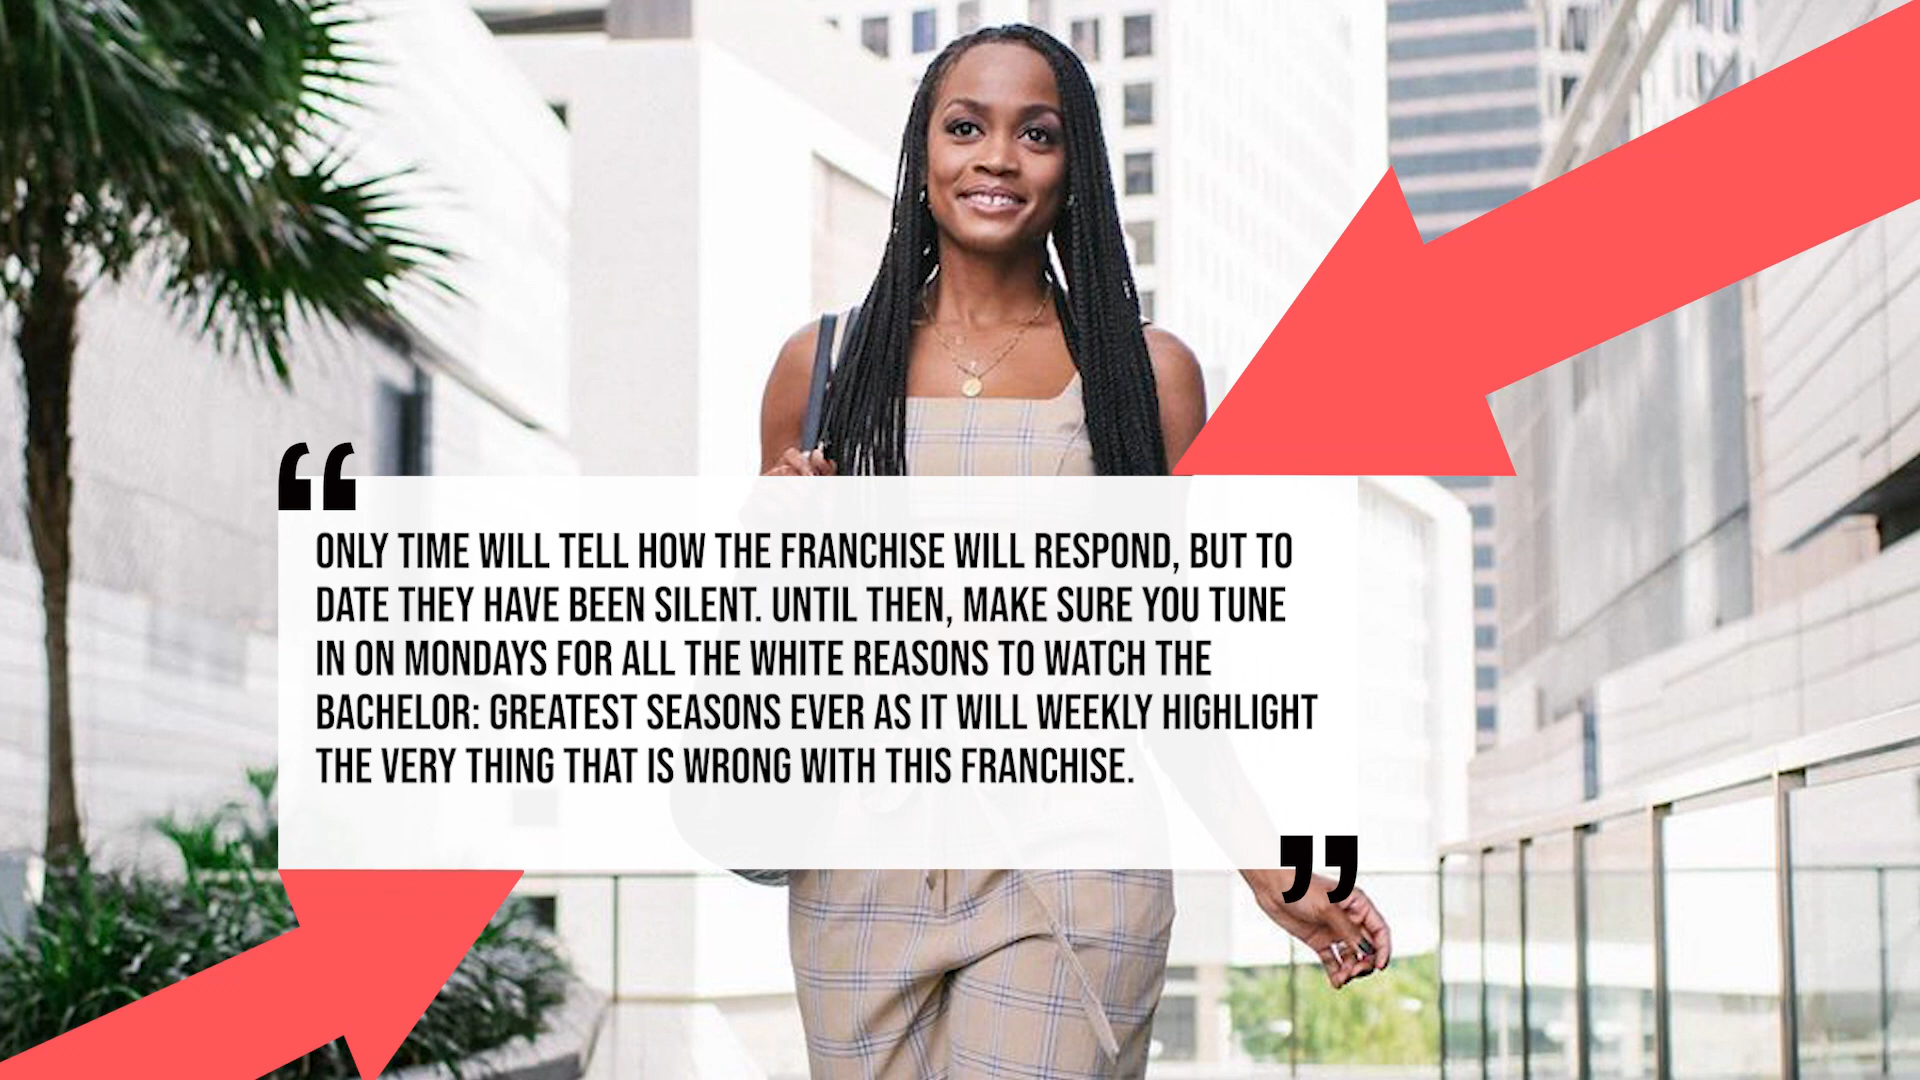 “
ONLY TIME WILL TELL HOW THE FRANCHISE WILL RESPOND, BUT TO
DATE THEY HAVE BEEN SILENT. UNTIL THEN, MAKE SURE YOU TUNE
IN ON MONDAYS FOR ALL THE WHITE REASONS TO WATCH THE
BACHELOR: GREATEST SEASONS EVER AS IT WILL WEEKLY HIGHLIGHT
THE VERY THING THAT IS WRONG WITH THIS FRANCHISE.
”